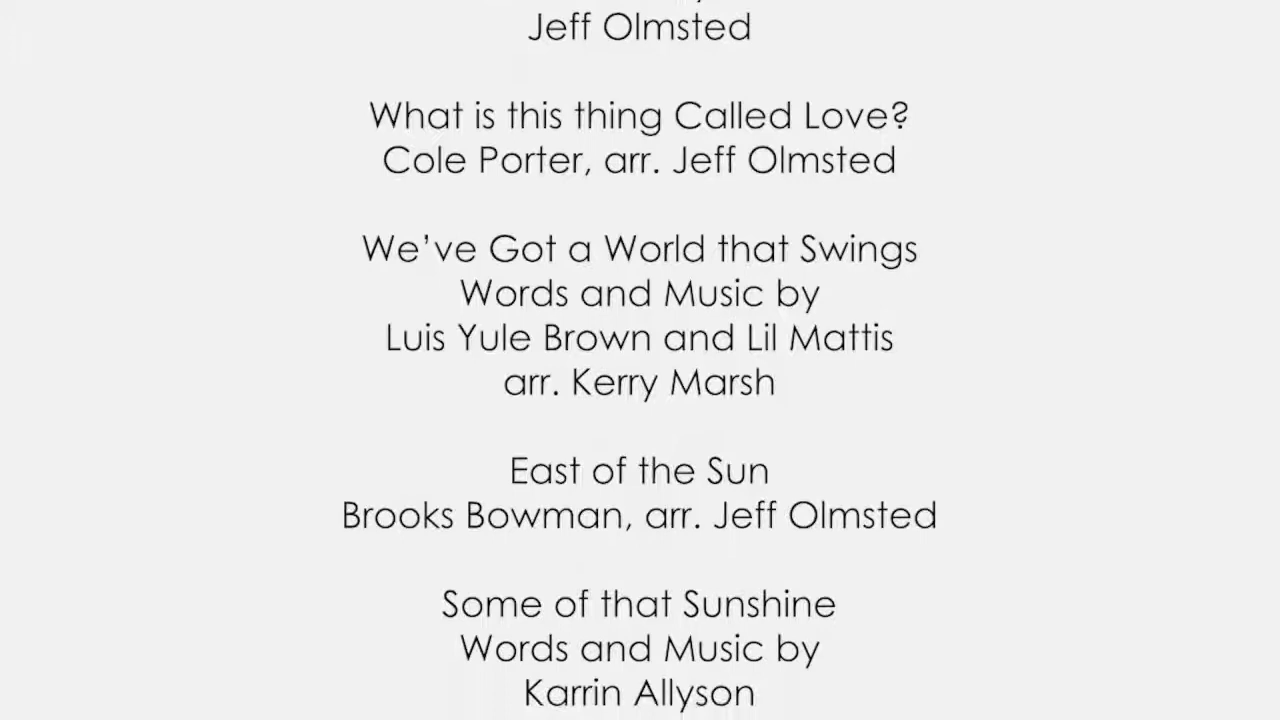 Jeff Olmsted
What is this thing Called Love?
Cole Porter, arr. Jeff Olmsted
We’ve Got a World that Swings
Words and Music by
Luis Yule Brown and Lil Mattis
arr. Kerry Marsh
East of the Sun
Brooks Bowman, arr. Jeff Olmsted
Some of that Sunshine
Words and Music by
Karrin Allyson